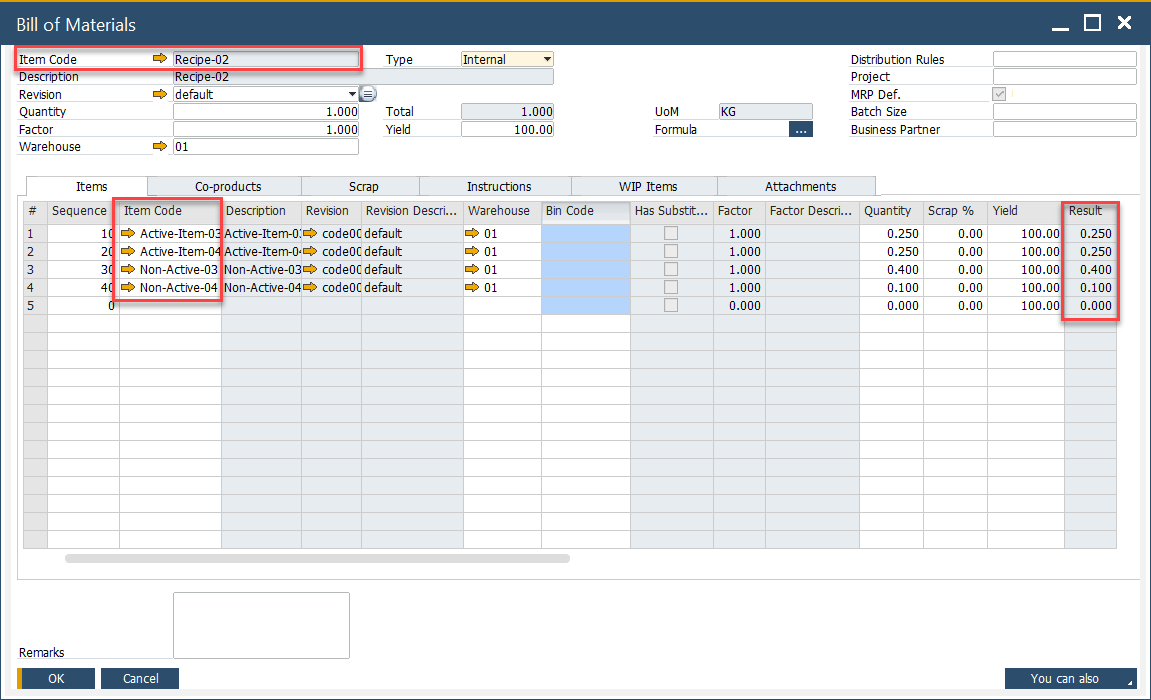 Bill of Materials
Item Code Recipe-02 Type Internal Distribution Rules
Description Recipe-02 Project
Revision default MRP Def.
Quantity 1.000 Total 1.000 UoM KG Batch Size
Factor 1.000 Yield 100.00 Formula ... Business Partner
Warehouse 01
Items Co-products Scrap Instructions WIP Items Attachments
# Sequence Item Code Description Revision Revision Descri... Warehouse Bin Code Has Substit... Factor Factor Descri... Quantity Scrap % Yield Result
1 10 Active-Item-03 Active-Item-0 code00 default 01 1.000 0.250 0.00 100.00 0.250
2 20 Active-Item-04 Active-Item-0 code00 default 01 1.000 0.250 0.00 100.00 0.250
3 30 Non-Active-03 Non-Active-03 code00 default 01 1.000 0.400 0.00 100.00 0.400
4 40 Non-Active-04 Non-Active-04 code00 default 01 1.000 0.100 0.00 100.00 0.100
5 0 0.000 0.000 0.00 100.00 0.000
Remarks
OK Cancel You can also